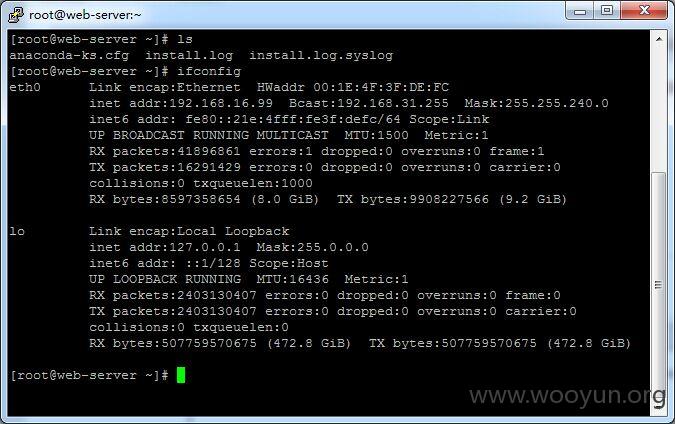 root@web-server:~
[root@web-server ~]# ls
anaconda-ks.cfg  install.log  install.log.syslog
[root@web-server ~]# ifconfig
eth0      Link encap:Ethernet  HWaddr 00:1E:4F:3F:DE:FC
          inet addr:192.168.16.99  Bcast:192.168.31.255  Mask:255.255.240.0
          inet6 addr: fe80::21e:4fff:fe3f:defc/64 Scope:Link
          UP BROADCAST RUNNING MULTICAST  MTU:1500  Metric:1
          RX packets:41896861 errors:1 dropped:0 overruns:0 frame:1
          TX packets:16291429 errors:0 dropped:0 overruns:0 carrier:0
          collisions:0 txqueuelen:1000
          RX bytes:8597358654 (8.0 GiB)  TX bytes:9908227566 (9.2 GiB)
lo        Link encap:Local Loopback
          inet addr:127.0.0.1  Mask:255.0.0.0
          inet6 addr: ::1/128 Scope:Host
          UP LOOPBACK RUNNING  MTU:16436  Metric:1
          RX packets:2403130407 errors:0 dropped:0 overruns:0 frame:0
          TX packets:2403130407 errors:0 dropped:0 overruns:0 carrier:0
          collisions:0 txqueuelen:0
          RX bytes:507759570675 (472.8 GiB)  TX bytes:507759570675 (472.8 GiB)
[root@web-server ~]#
www.wooyun.org